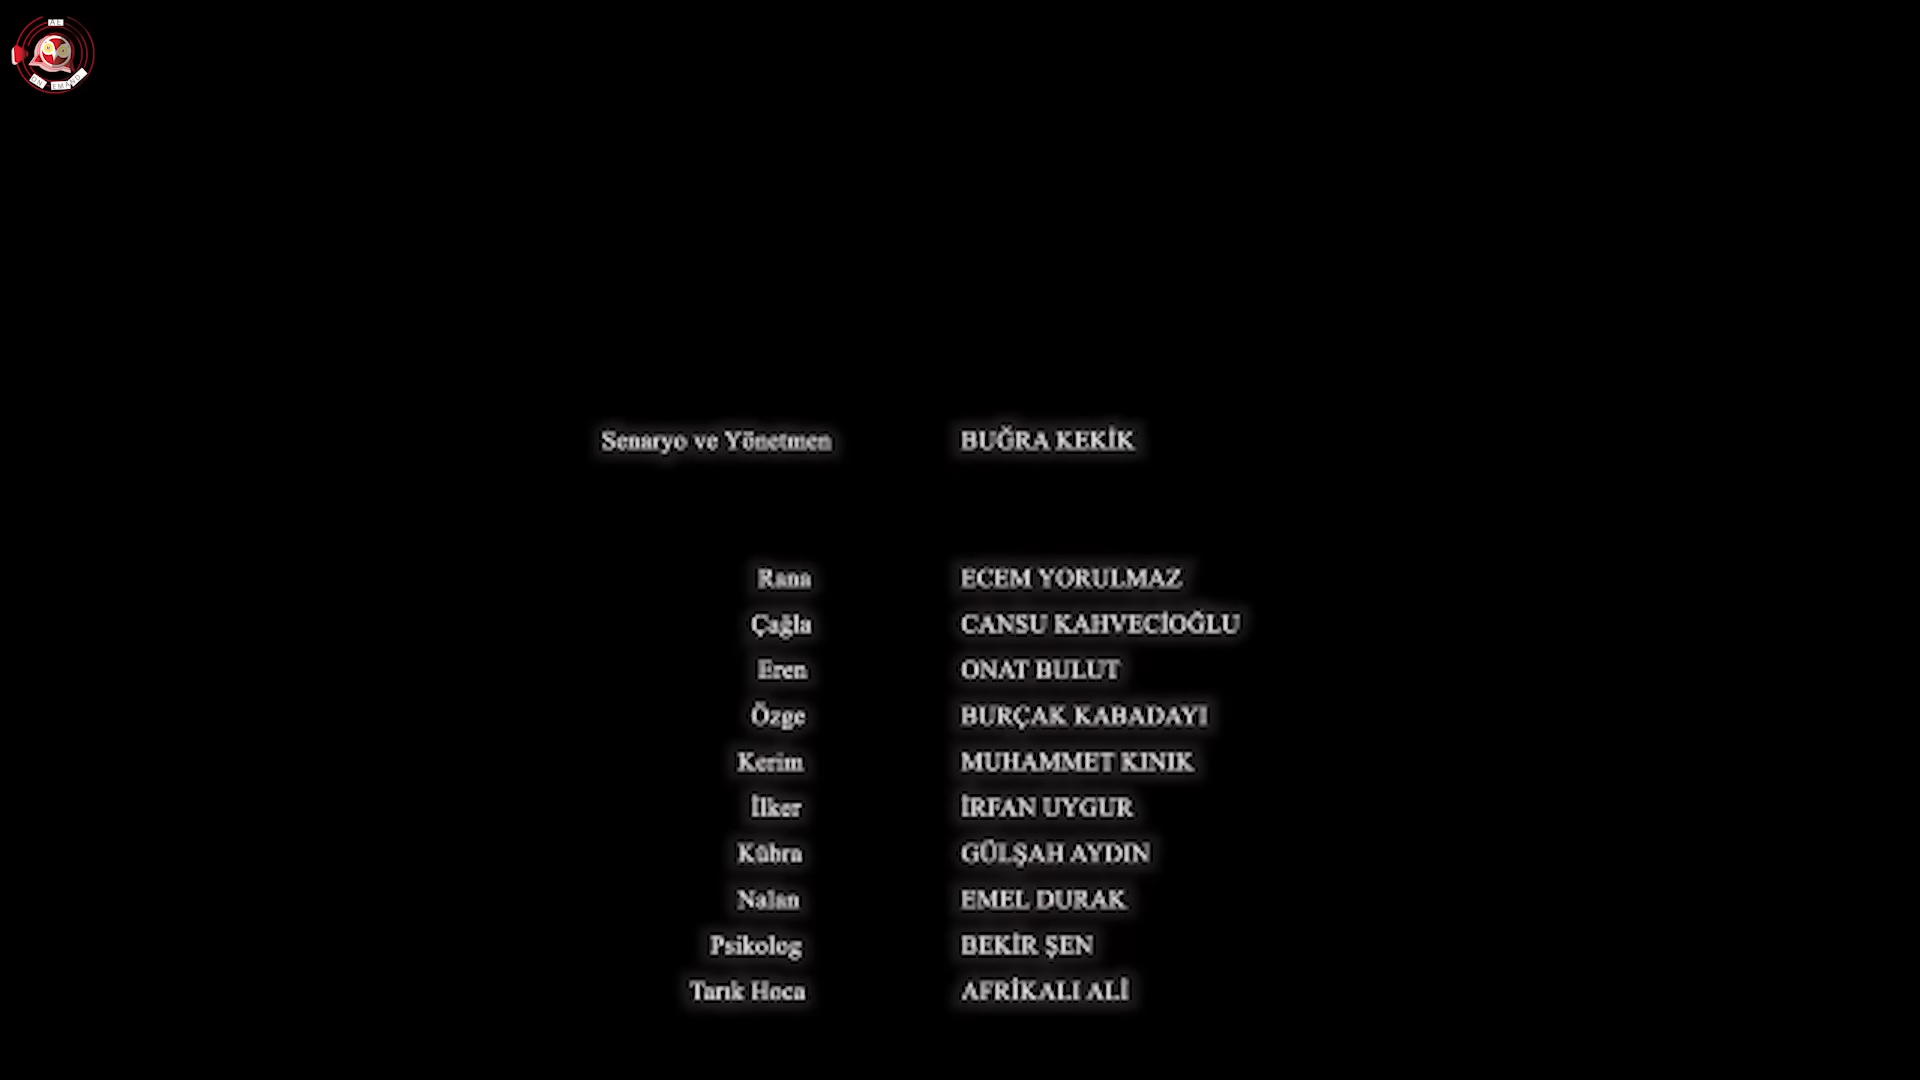 AE
Senaryo ve Yönetmen BUĞRA KEKİK
Rana ECEM YORULMAZ
Çağla CANSU KAHVECİOĞLU
Eren ONAT BULUT
Özge BURÇAK KABADAYI
Kerim MUHAMMET KINIK
İlker İRFAN UYGUR
Kübra GÜLŞAH AYDIN
Nalan EMEL DURAK
Psikolog BEKİR ŞEN
Tarık Hoca AFRİKALI ALİ